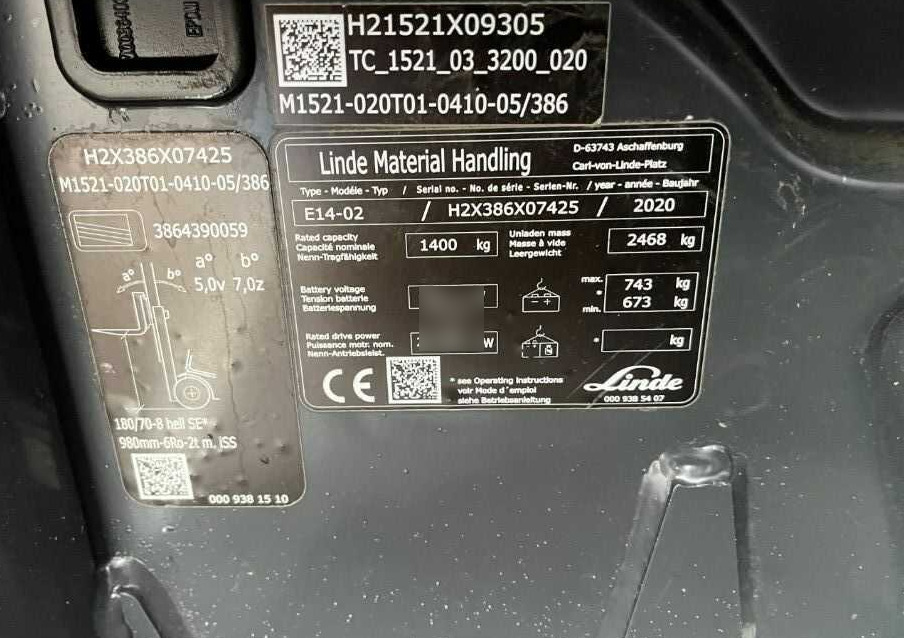 H21521X09305
TC_1521_03_3200_020
M1521-020T01-0410-05/386
H2X386X07425
M1521-020T01-0410-05/386
3864390059
a° b°
a° b° 5,0v 7,0z
180/70-8 hell SE*
980mm-6Ro-2t m. ISS
000 938 15 10
Linde Material Handling
D-63743 Aschaffenburg
Carl-von-Linde-Platz
Type - Modéle - Typ / Serial no. - No. de série - Serien-Nr. / year - année - Baujahr
E14-02 / H2X386X07425 / 2020
Rated capacity
Capacité nominale
Nenn-Tragfähigkeit
1400 kg
Unladen mass
Masse à vide
Leergewicht
2468 kg
Battery voltage
Tension batterie
Batteriespannung
max. 743 kg
*
min. 673 kg
Rated drive power
Puissance motr. nom.
Nenn-Antriebsleist.
W
* kg
CE
* see Operating Instructions
voir Mode d'emploi
siehe Betriebsanleitung
Linde
000 938 54 07